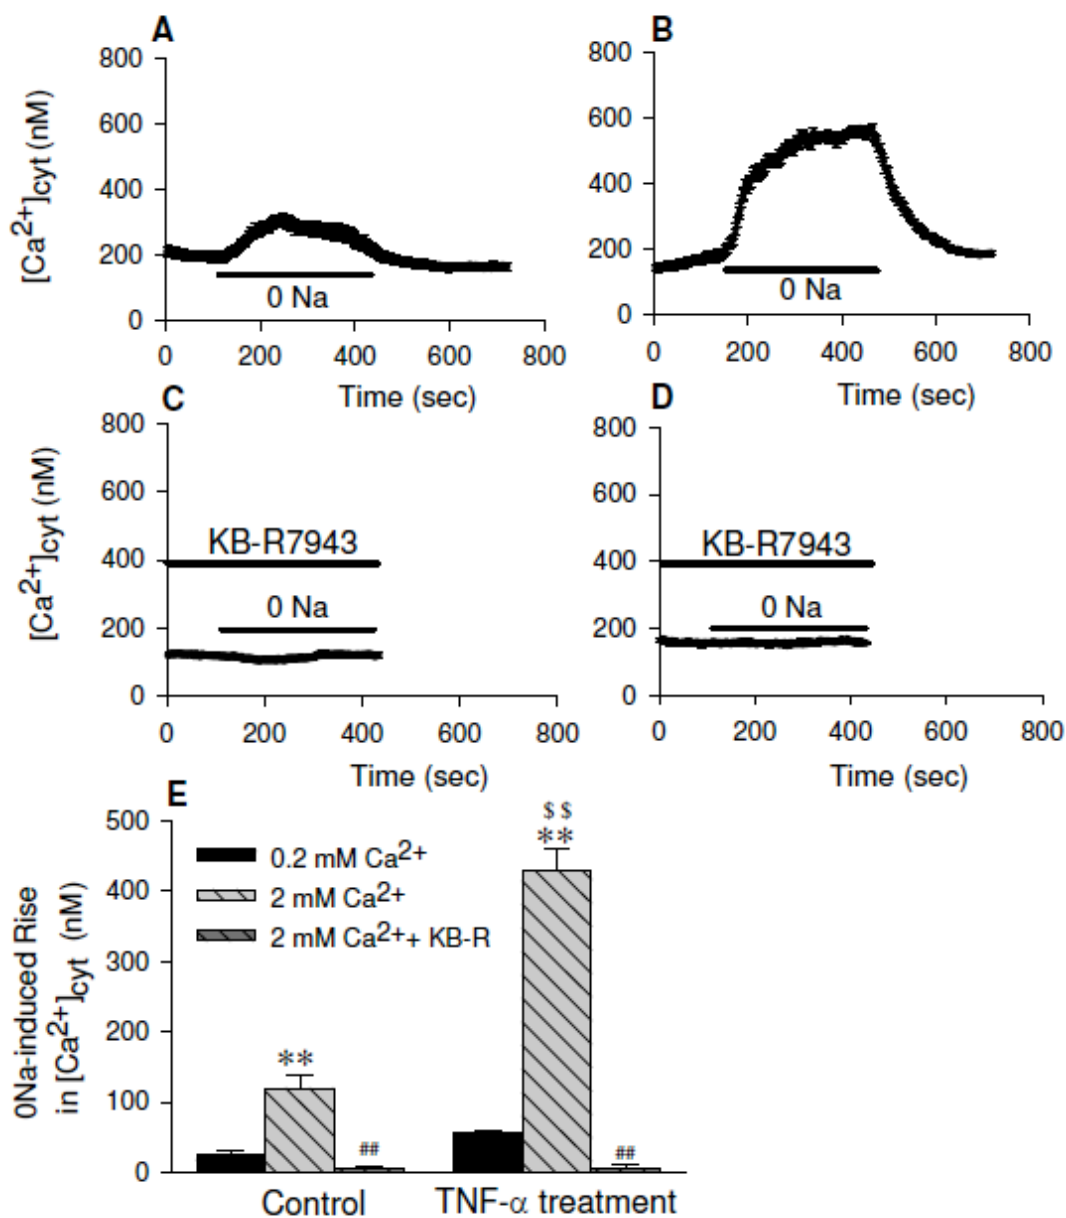 A
B
800
600
400
200
0
[Ca2+]cyt (nM)
0 Na
0 200 400 600 800
Time (sec)
800
600
400
200
0
0 Na
0 200 400 600 800
Time (sec)
C
D
800
600
400
200
0
[Ca2+]cyt (nM)
KB-R7943
0 Na
0 200 400 600 800
Time (sec)
800
600
400
200
0
KB-R7943
0 Na
0 200 400 600 800
Time (sec)
E
500
400
300
200
100
0
0Na-induced Rise
in [Ca2+]cyt (nM)
0.2 mM Ca2+
2 mM Ca2+
2 mM Ca2++ KB-R
**
##
$ $
**
##
Control
TNF-α treatment